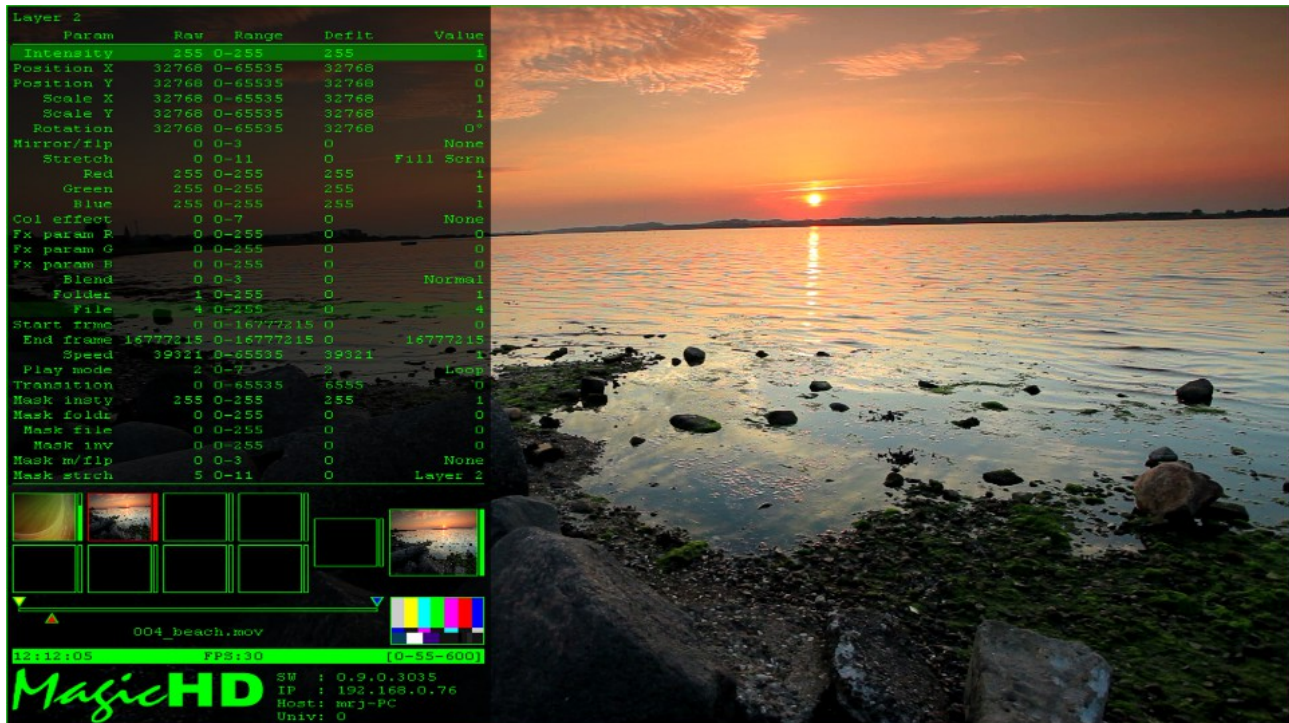 Layer 2
Param Raw Range Deflt Value
Intensity 255 0-255 255 1
Position X 32768 0-65535 32768 0
Position Y 32768 0-65535 32768 0
Scale X 32768 0-65535 32768 1
Scale Y 32768 0-65535 32768 1
Rotation 32768 0-65535 32768 0°
Mirror/flp 0 0-3 0 None
Stretch 0 0-11 0 Fill Scrn
Red 255 0-255 255 1
Green 255 0-255 255 1
Blue 255 0-255 255 1
Col effect 0 0-7 0 None
Fx param R 0 0-255 0 0
Fx param G 0 0-255 0 0
Fx param B 0 0-255 0 0
Blend 0 0-3 0 Normal
Folder 1 0-255 0 1
File 4 0-255 0 4
Start frme 0 0-16777215 0 0
End frame 16777215 0-16777215 0 16777215
Speed 39321 0-65535 39321 1
Play mode 2 0-7 2 Loop
Transition 0 0-65535 6555 0
Mask insty 255 0-255 255 1
Mask foldr 0 0-255 0 0
Mask file 0 0-255 0 0
Mask inv 0 0-255 0 0
Mask m/flp 0 0-3 0 None
Mask strch 5 0-11 0 Layer 2
004_beach.mov
12:12:05 FPS:30 [0-55-600]
MagicHD
SW : 0.9.0.3035
IP : 192.168.0.76
Host: mrj-PC
Univ: 0